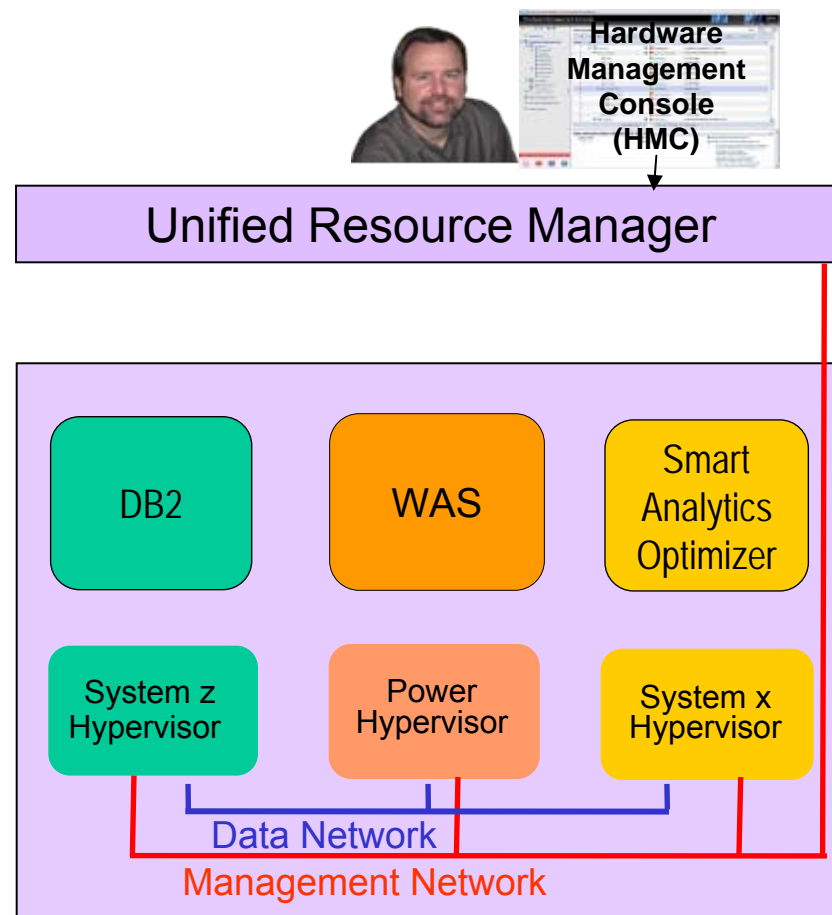 Hardware
Management
Console
(HMC)
Unified Resource Manager
DB2
WAS
Smart
Analytics
Optimizer
System z
Hypervisor
Power
Hypervisor
System x
Hypervisor
Data Network
Management Network